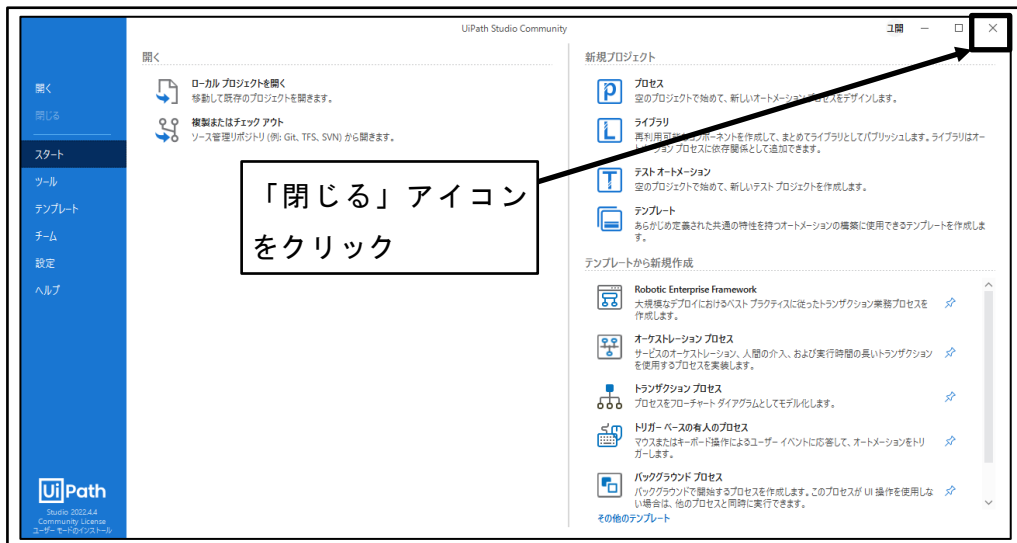 UiPath Studio Community
ユ開
開く
閉じる
スタート
ツール
テンプレート
チーム
設定
ヘルプ
UiPath
Studio 2022.4.4
Community License
ユーザー モードのインストール
開く
ローカル プロジェクトを開く
移動して既存のプロジェクトを開きます。
複製またはチェック アウト
ソース管理リポジトリ (例: Git、TFS、SVN) から開きます。
「閉じる」アイコン
をクリック
新規プロジェクト
プロセス
空のプロジェクトで始めて、新しいオートメーション プロセスをデザインします。
ライブラリ
再利用可能なコンポーネントを作成して、まとめてライブラリとしてパブリッシュします。ライブラリはオー
トメーション プロセスに依存関係として追加できます。
テスト オートメーション
空のプロジェクトで始めて、新しいテスト プロジェクトを作成します。
テンプレート
あらかじめ定義された共通の特性を持つオートメーションの構築に使用できるテンプレートを作成しま
す。
テンプレートから新規作成
Robotic Enterprise Framework
大規模なデプロイにおけるベスト プラクティスに従ったトランザクション業務プロセスを
作成します。
オーケストレーション プロセス
サービスのオーケストレーション、人間の介入、および実行時間の長いトランザクション
を使用するプロセスを実装します。
トランザクション プロセス
プロセスをフローチャート ダイアグラムとしてモデル化します。
トリガー ベースの有人のプロセス
マウスまたはキーボード操作によるユーザー イベントに応答して、オートメーションをトリ
ガーします。
バックグラウンド プロセス
バックグラウンドで開始するプロセスを作成します。このプロセスが UI 操作を使用しな
い場合は、他のプロセスと同時に実行できます。
その他のテンプレート